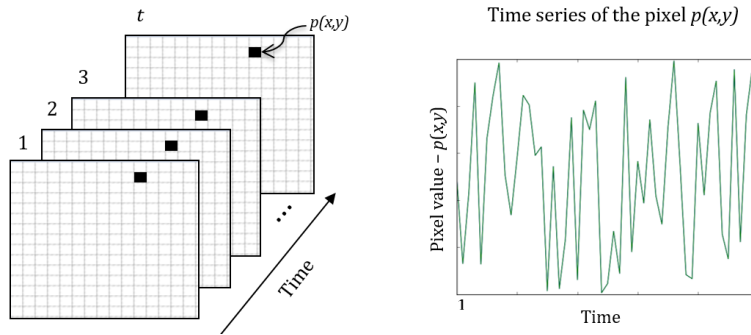 t
p(x,y)
3
2
1
...
Time
Time series of the pixel p(x,y)
Pixel value – p(x,y)
1
Time